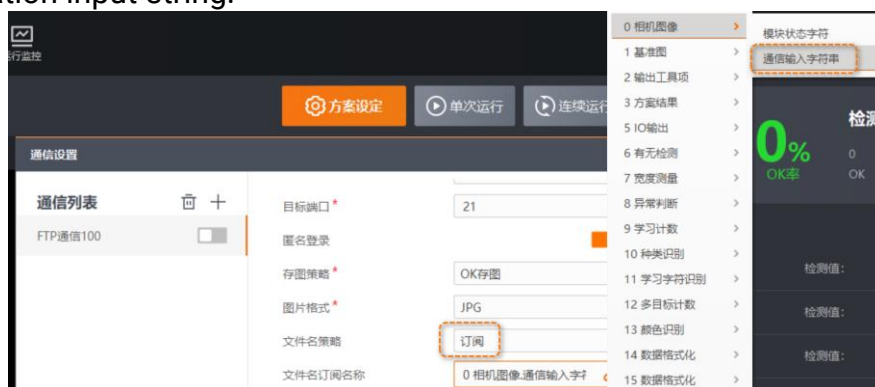 ation input string.
运行监控
方案设定
单次运行
连续运行
通信设置
通信列表
FTP通信100
目标端口*
21
匿名登录
存图策略*
OK存图
图片格式*
JPG
文件名策略
订阅
文件名订阅名称
0 相机图像.通信输入字符
0 相机图像
1 基准图
2 输出工具项
3 方案结果
5 IO输出
6 有无检测
7 宽度测量
8 异常判断
9 学习计数
10 种类识别
11 学习字符识别
12 多目标计数
13 颜色识别
14 数据格式化
15 数据格式化
模块状态字符
通信输入字符串
0%
OK率
检测
0
OK
检测值:
检测值:
检测值: